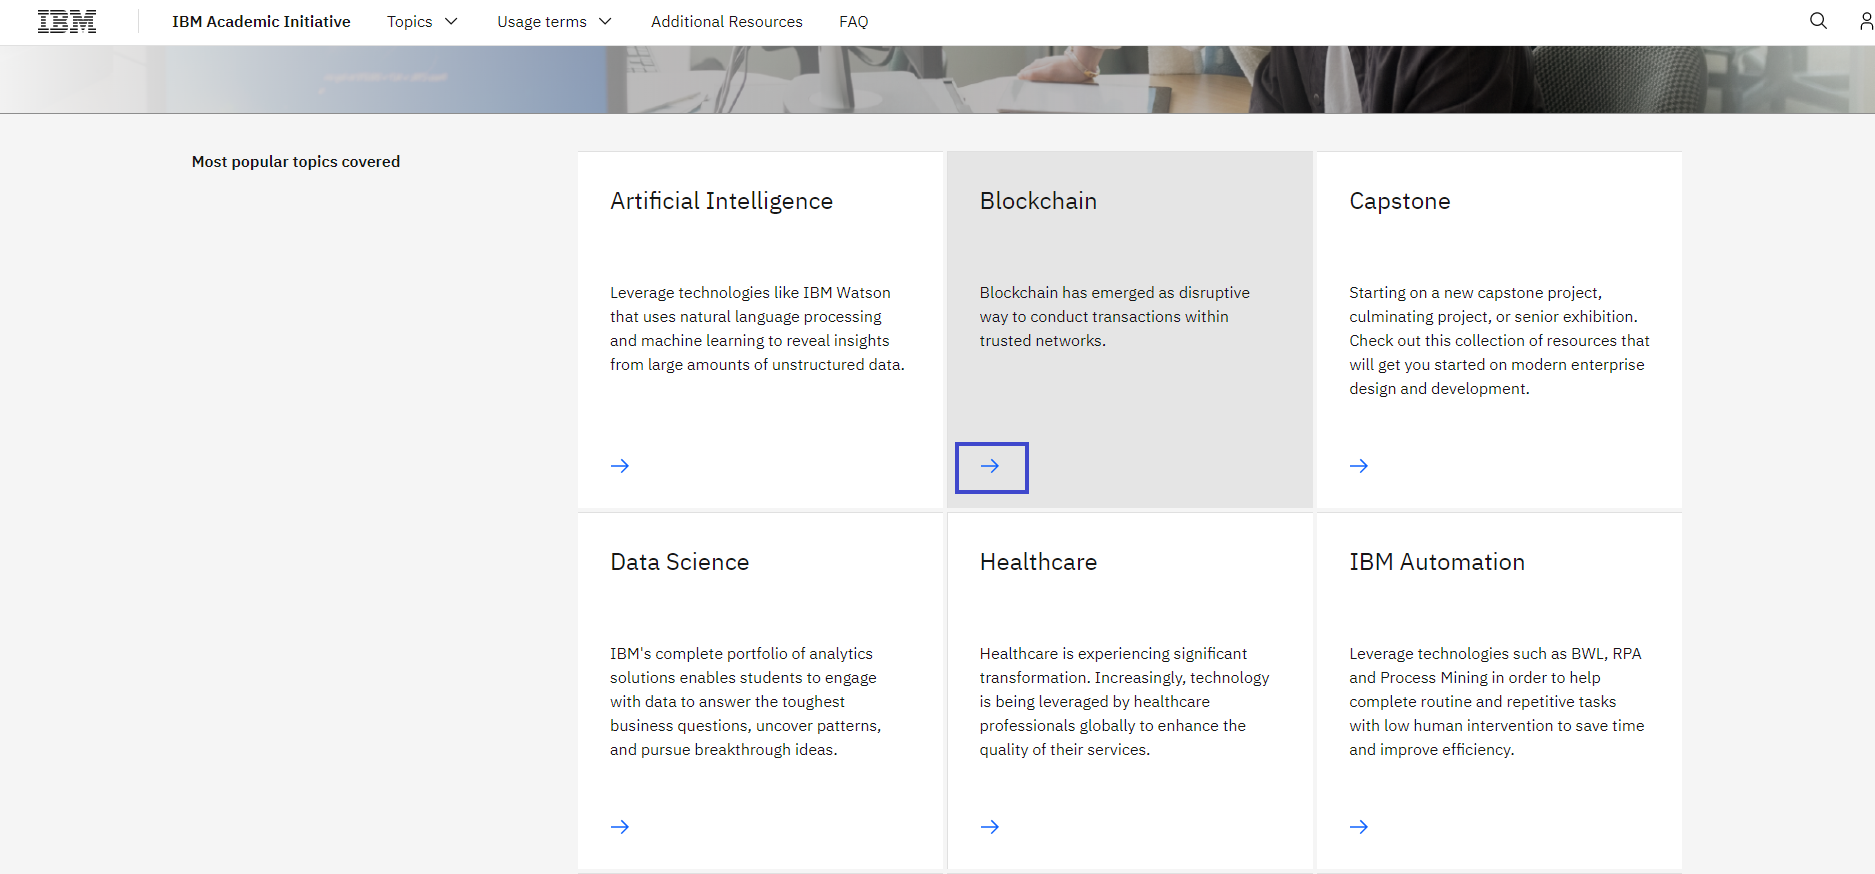 IBM
IBM Academic Initiative
Topics
Usage terms
Additional Resources
FAQ
Most popular topics covered
Artificial Intelligence
Leverage technologies like IBM Watson
that uses natural language processing
and machine learning to reveal insights
from large amounts of unstructured data.
Blockchain
Blockchain has emerged as disruptive
way to conduct transactions within
trusted networks.
Capstone
Starting on a new capstone project,
culminating project, or senior exhibition.
Check out this collection of resources that
will get you started on modern enterprise
design and development.
Data Science
IBM's complete portfolio of analytics
solutions enables students to engage
with data to answer the toughest
business questions, uncover patterns,
and pursue breakthrough ideas.
Healthcare
Healthcare is experiencing significant
transformation. Increasingly, technology
is being leveraged by healthcare
professionals globally to enhance the
quality of their services.
IBM Automation
Leverage technologies such as BWL, RPA
and Process Mining in order to help
complete routine and repetitive tasks
with low human intervention to save time
and improve efficiency.